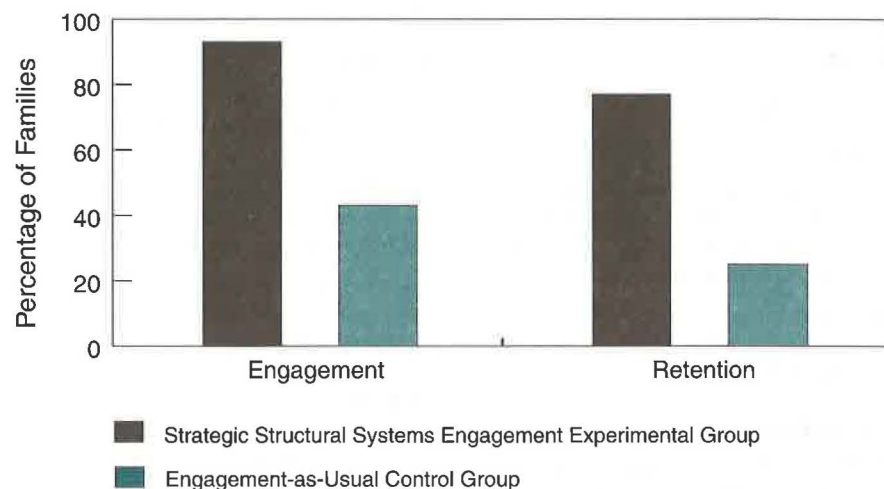 100
80
60
40
20
0
Percentage of Families
Engagement
Retention
Strategic Structural Systems Engagement Experimental Group
Engagement-as-Usual Control Group